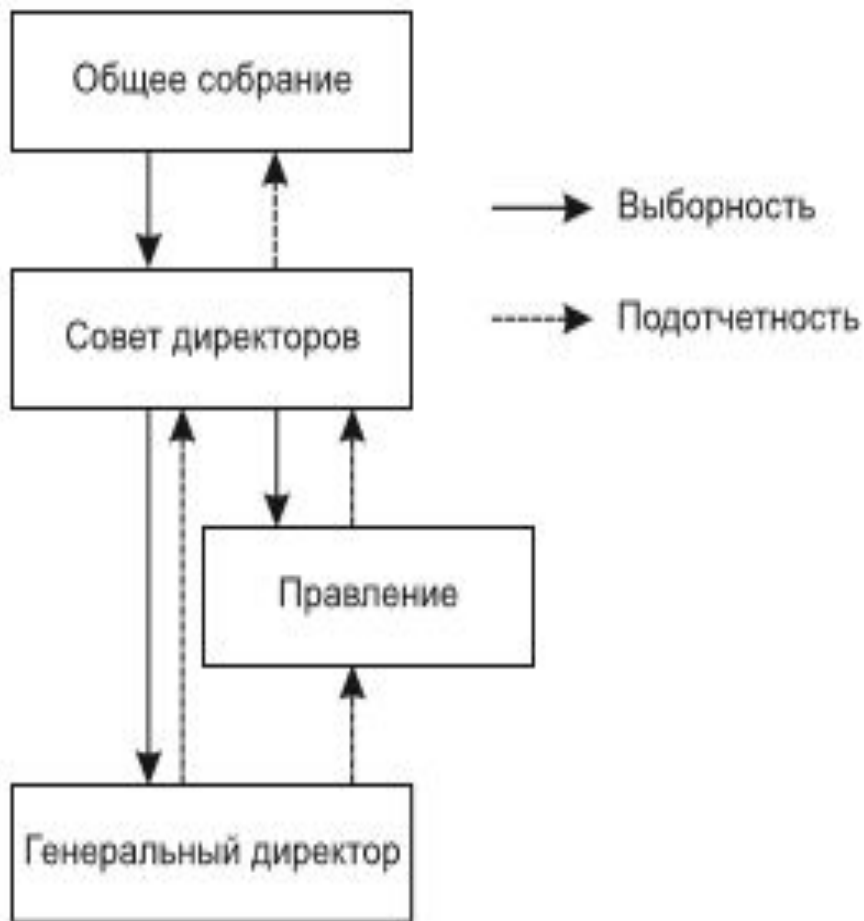 Общее собрание
Выборность
Подотчетность
Совет директоров
Правление
Генеральный директор